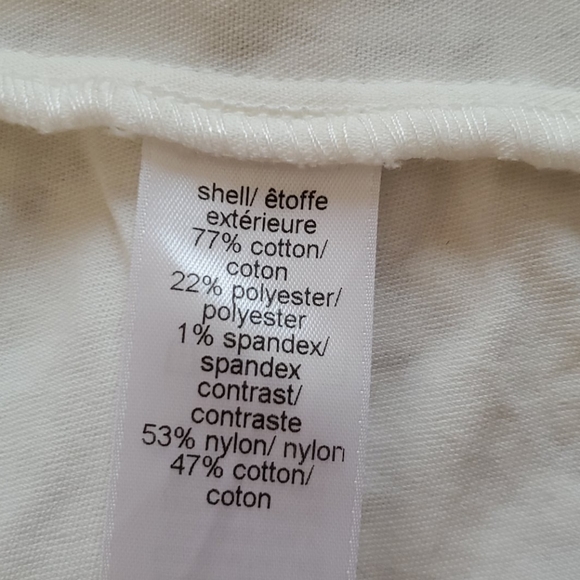 shell/ êtoffe
extérieure
77% cotton/
coton
22% polyester/
polyester
1% spandex/
spandex
contrast/
contraste
53% nylon/ nylon
47% cotton/
coton